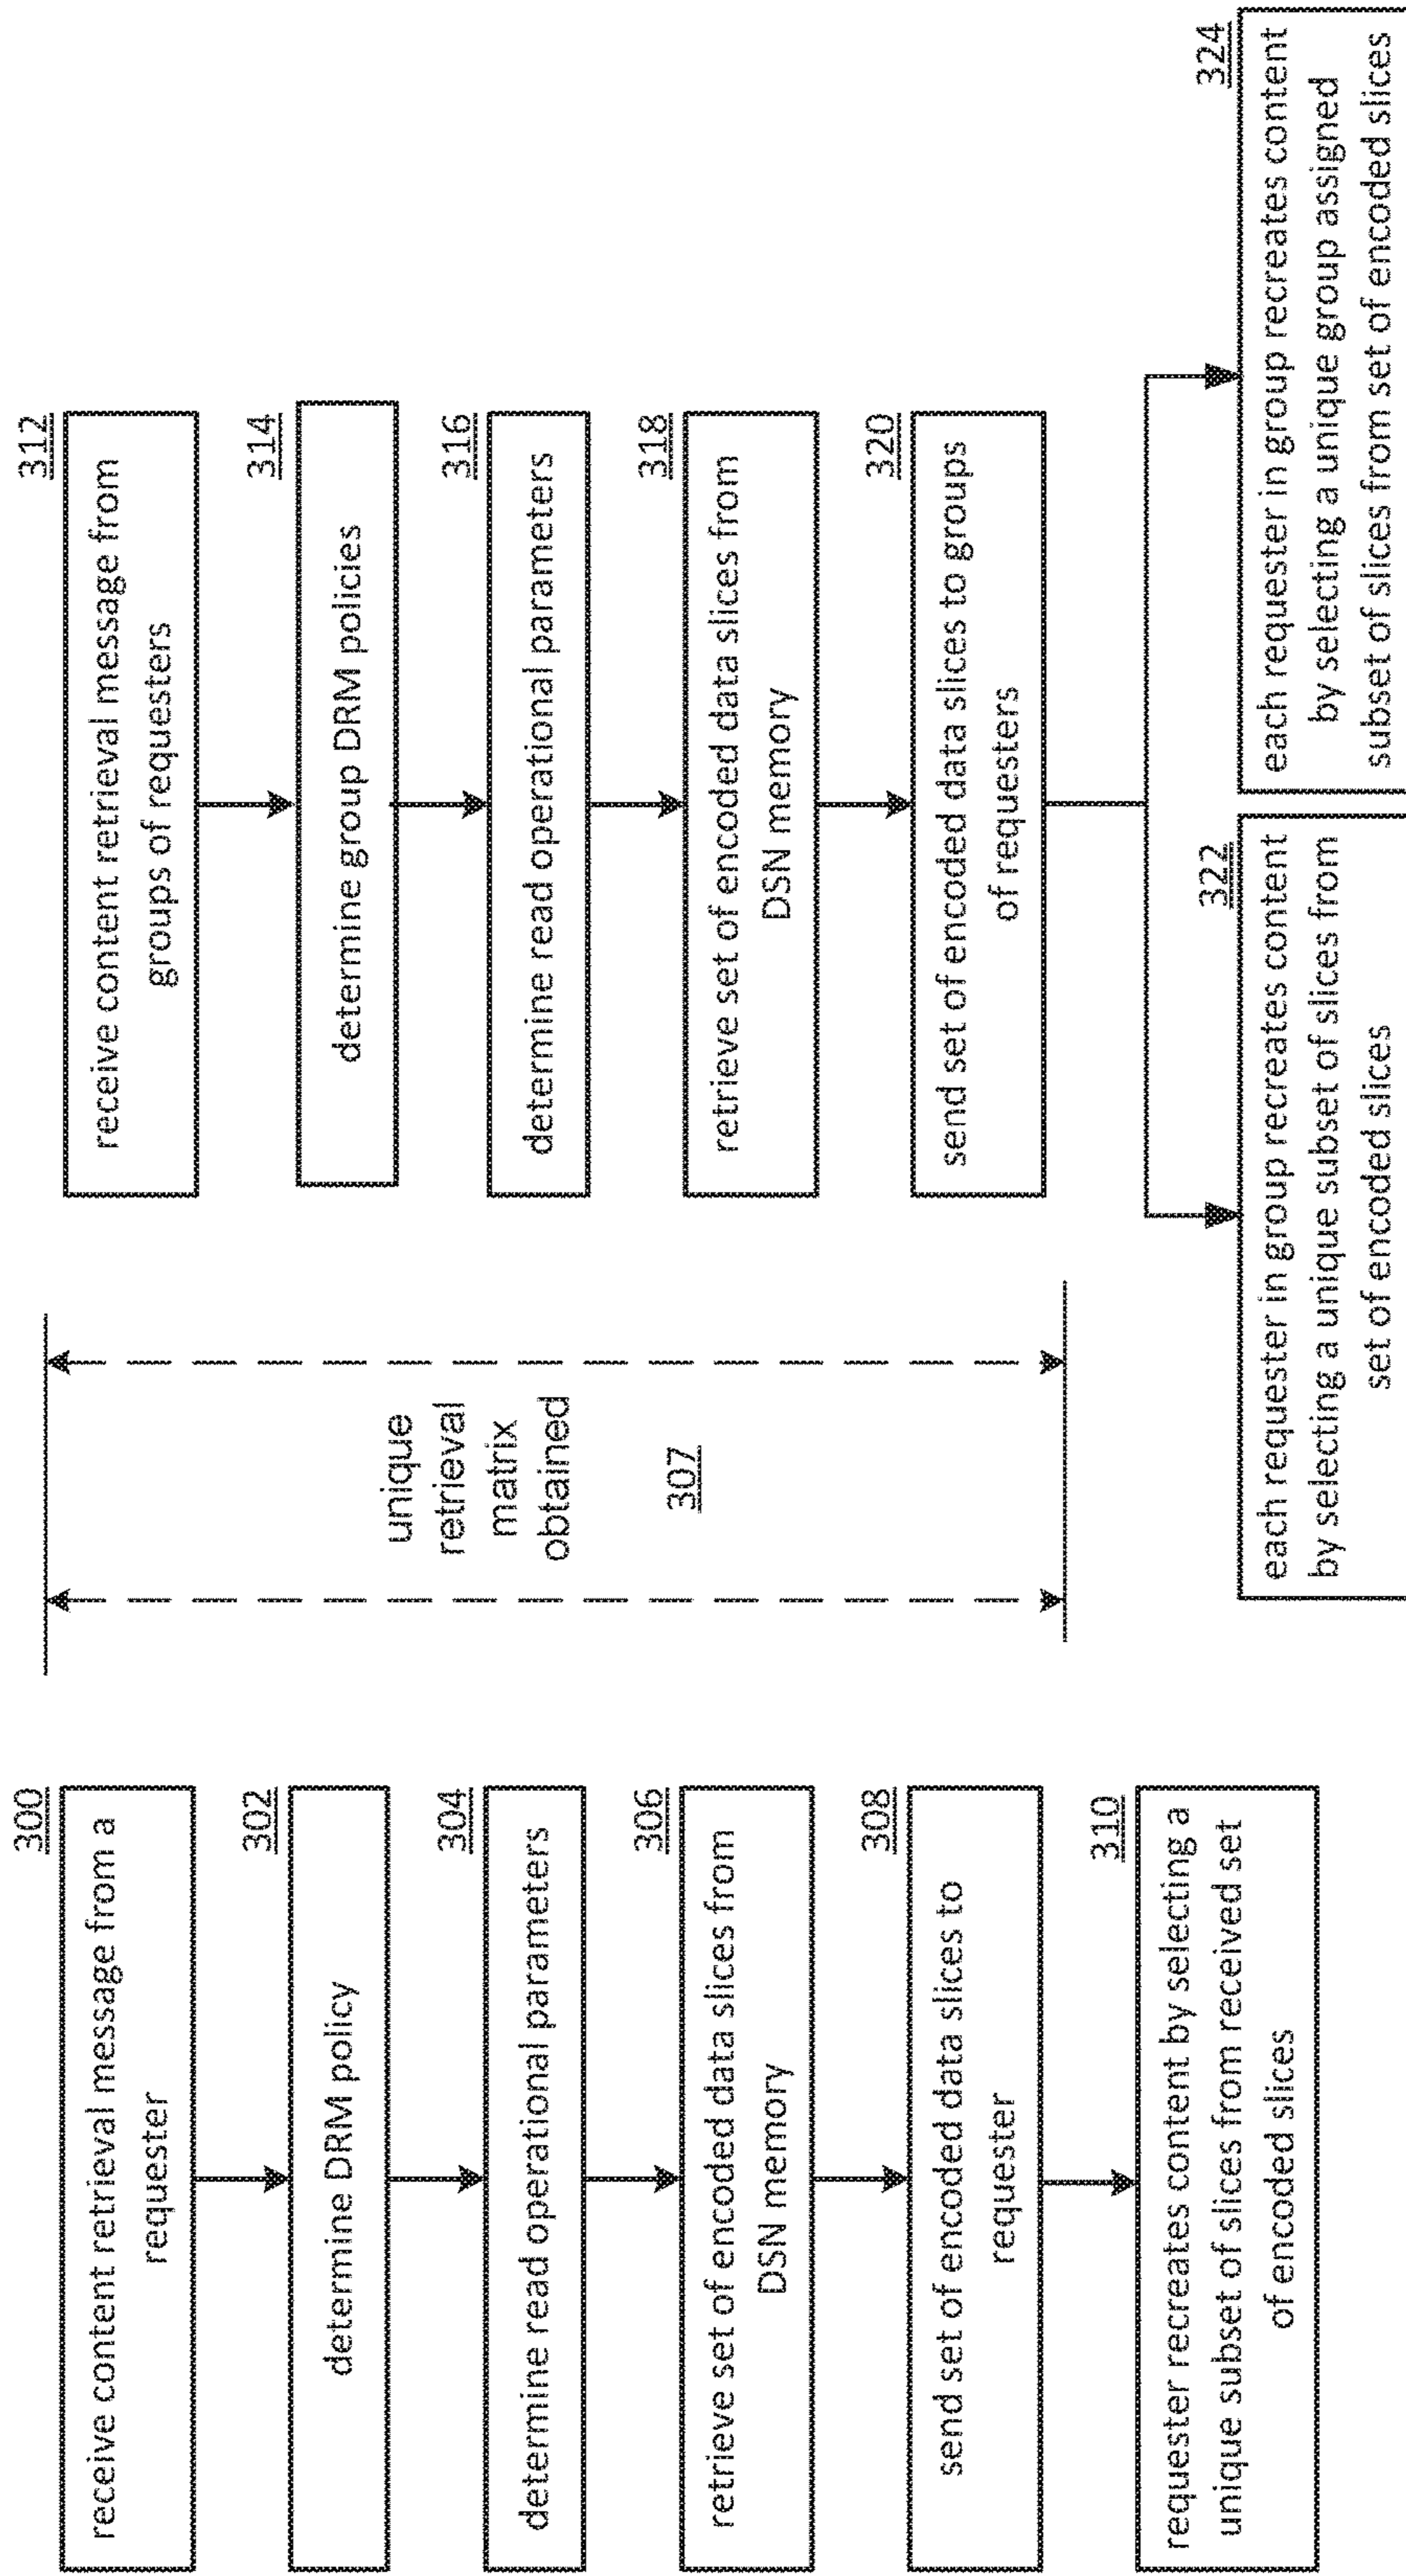 300
receive content retrieval message from a
requester
302
determine DRM policy
304
determine read operational parameters
306
retrieve set of encoded data slices from
DSN memory
308
send set of encoded data slices to
requester
310
requester recreates content by selecting a
unique subset of slices from received set
of encoded slices
unique
retrieval
matrix
obtained
307
312
receive content retrieval message from
groups of requesters
314
determine group DRM policies
316
determine read operational parameters
318
retrieve set of encoded data slices from
DSN memory
320
send set of encoded data slices to groups
of requesters
322
each requester in group recreates content
by selecting a unique subset of slices from
set of encoded slices
324
each requester in group recreates content
by selecting a unique group assigned
subset of slices from set of encoded slices